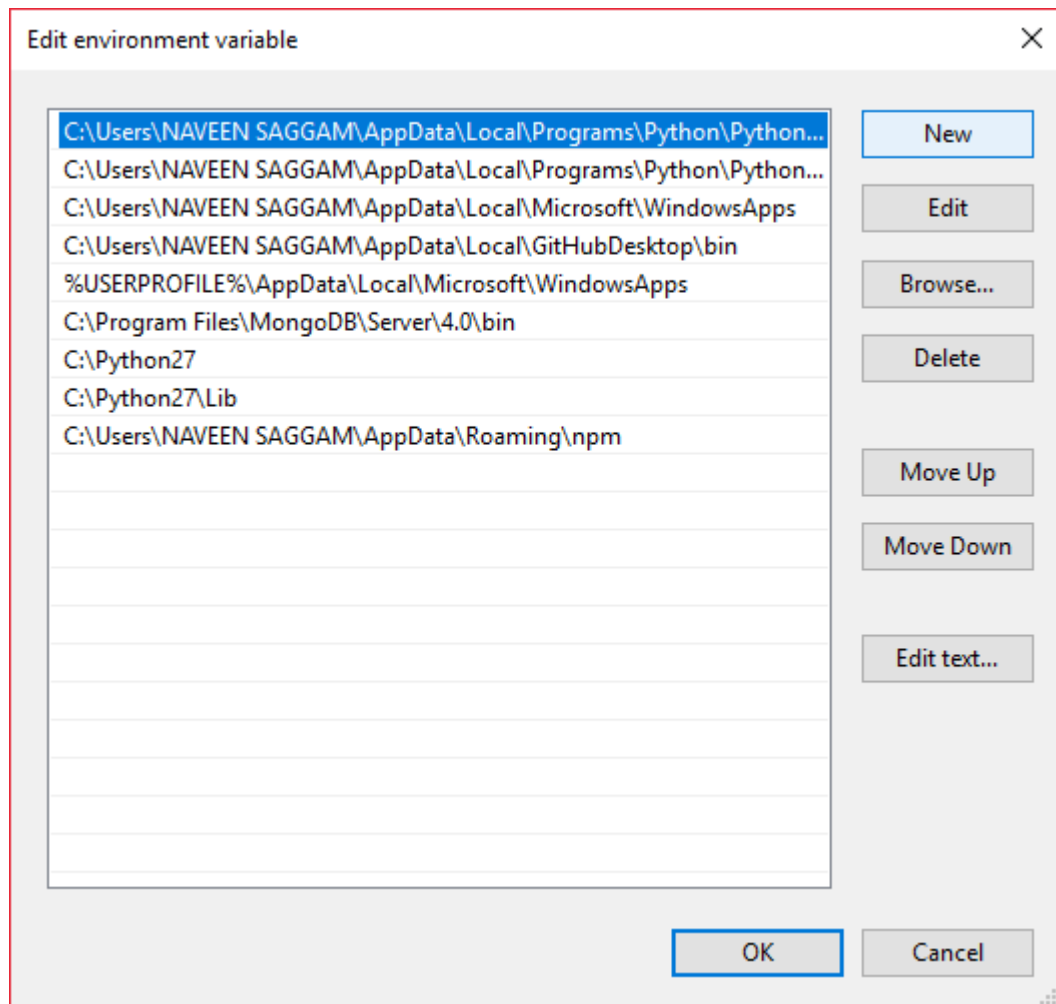 Edit environment variable
C:\Users\NAVEEN SAGGAM\AppData\Local\Programs\Python\Python...
C:\Users\NAVEEN SAGGAM\AppData\Local\Programs\Python\Python...
C:\Users\NAVEEN SAGGAM\AppData\Local\Microsoft\WindowsApps
C:\Users\NAVEEN SAGGAM\AppData\Local\GitHubDesktop\bin
%USERPROFILE%\AppData\Local\Microsoft\WindowsApps
C:\Program Files\MongoDB\Server\4.0\bin
C:\Python27
C:\Python27\Lib
C:\Users\NAVEEN SAGGAM\AppData\Roaming\npm
New
Edit
Browse...
Delete
Move Up
Move Down
Edit text...
OK
Cancel